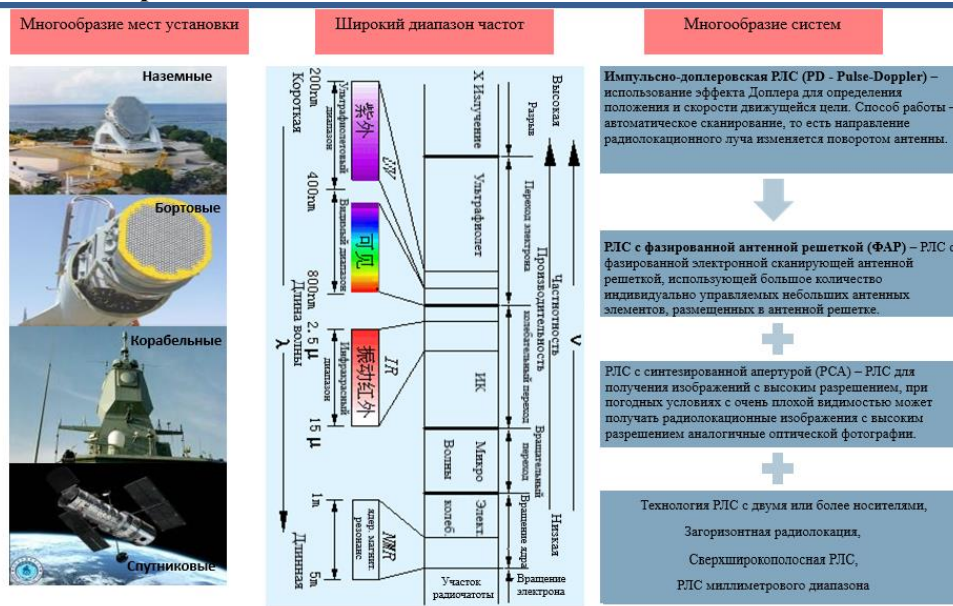 Многообразие мест установки
Широкий диапазон частот
Многообразие систем
Наземные
Бортовые
Корабельные
Спутниковые
Короткая
200nm
400nm
800nm
Длина волны
2.5 μ
λ
15 μ
1m
5m
Длинная
Ультрафиолетовый
диапазон
紫外
UV
Видимый диапазон
可见
Инфракрасный
диапазон
振动红外
IR
ядер. магнит.
резонанс
NMR
X Излучение
Ультрафиолет
ИК
Микро
Волны
Элект.
колеб.
Участок
радиочатоты
Разрыв
Переход электрона
колебательный переход
Вращательный
переход
Вращение ядра
Вращение
электрона
Высокая
Производительность
Частнотность
ν
Низкая
Импульсно-доплеровская РЛС (PD - Pulse-Doppler) –
использование эффекта Доплера для определения
положения и скорости движущейся цели. Способ работы –
автоматическое сканирование, то есть направление
радиолокационного луча изменяется поворотом антенны.
РЛС с фазированной антенной решеткой (ФАР) – РЛС с
фазированной электронной сканирующей антенной
решеткой, использующей большое количество
индивидуально управляемых небольших антенных
элементов, размещенных в антенной решетке.
РЛС с синтезированой апертурой (РСА) – РЛС для
получения изображений с высоким разрешением, при
погодных условиях с очень плохой видимостью может
получать радиолокационные изображения с высоким
разрешением аналогичные оптической фотографии.
Технология РЛС с двумя или более носителями,
Загоризонтная радиолокация,
Сверхширокополосная РЛС,
РЛС миллиметрового диапазона